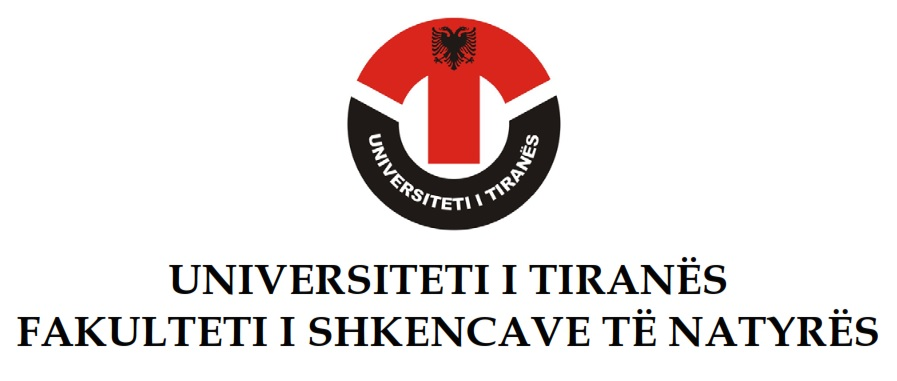 UNIVERSITETI I TIRANËS
UNIVERSITETI I TIRANËS
FAKULTETI I SHKENCAVE TË NATYRËS